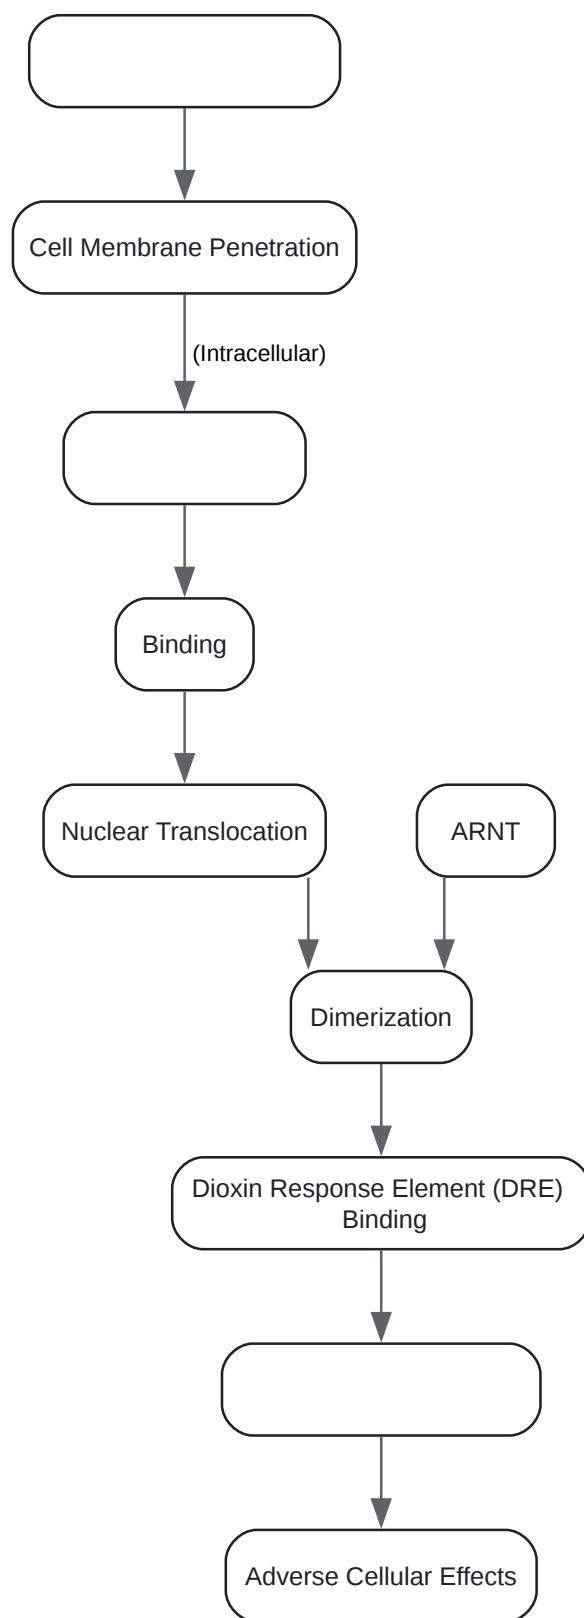 Cell Membrane Penetration
(Intracellular)
Binding
Nuclear Translocation
ARNT
Dimerization
Dioxin Response Element (DRE)
Binding
Adverse Cellular Effects